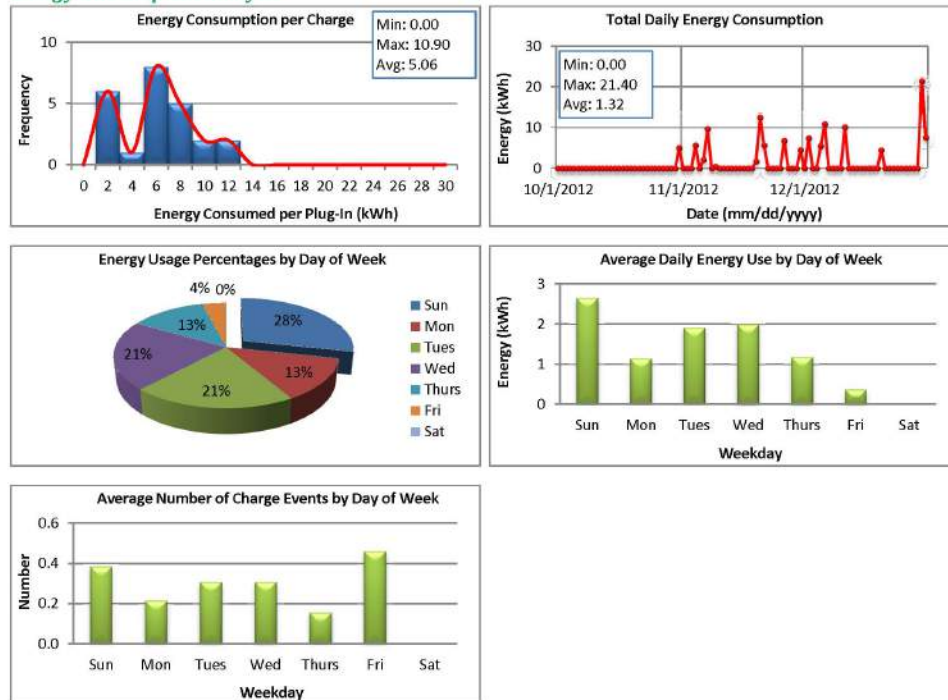 Energy Consumption per Charge
Min: 0.00
Max: 10.90
Avg: 5.06
10
5
0
Frequency
0 2 4 6 8 10 12 14 16 18 20 22 24 26 28 30
Energy Consumed per Plug-In (kWh)
Total Daily Energy Consumption
Min: 0.00
Max: 21.40
Avg: 1.32
30
20
10
0
Energy (kWh)
10/1/2012 11/1/2012 12/1/2012
Date (mm/dd/yyyy)
Energy Usage Percentages by Day of Week
4% 0%
28%
13%
21%
21%
13%
Sun
Mon
Tues
Wed
Thurs
Fri
Sat
Average Daily Energy Use by Day of Week
3
2
1
0
Energy (kWh)
Sun Mon Tues Wed Thurs Fri Sat
Weekday
Average Number of Charge Events by Day of Week
0.6
0.4
0.2
0.0
Number
Sun Mon Tues Wed Thurs Fri Sat
Weekday